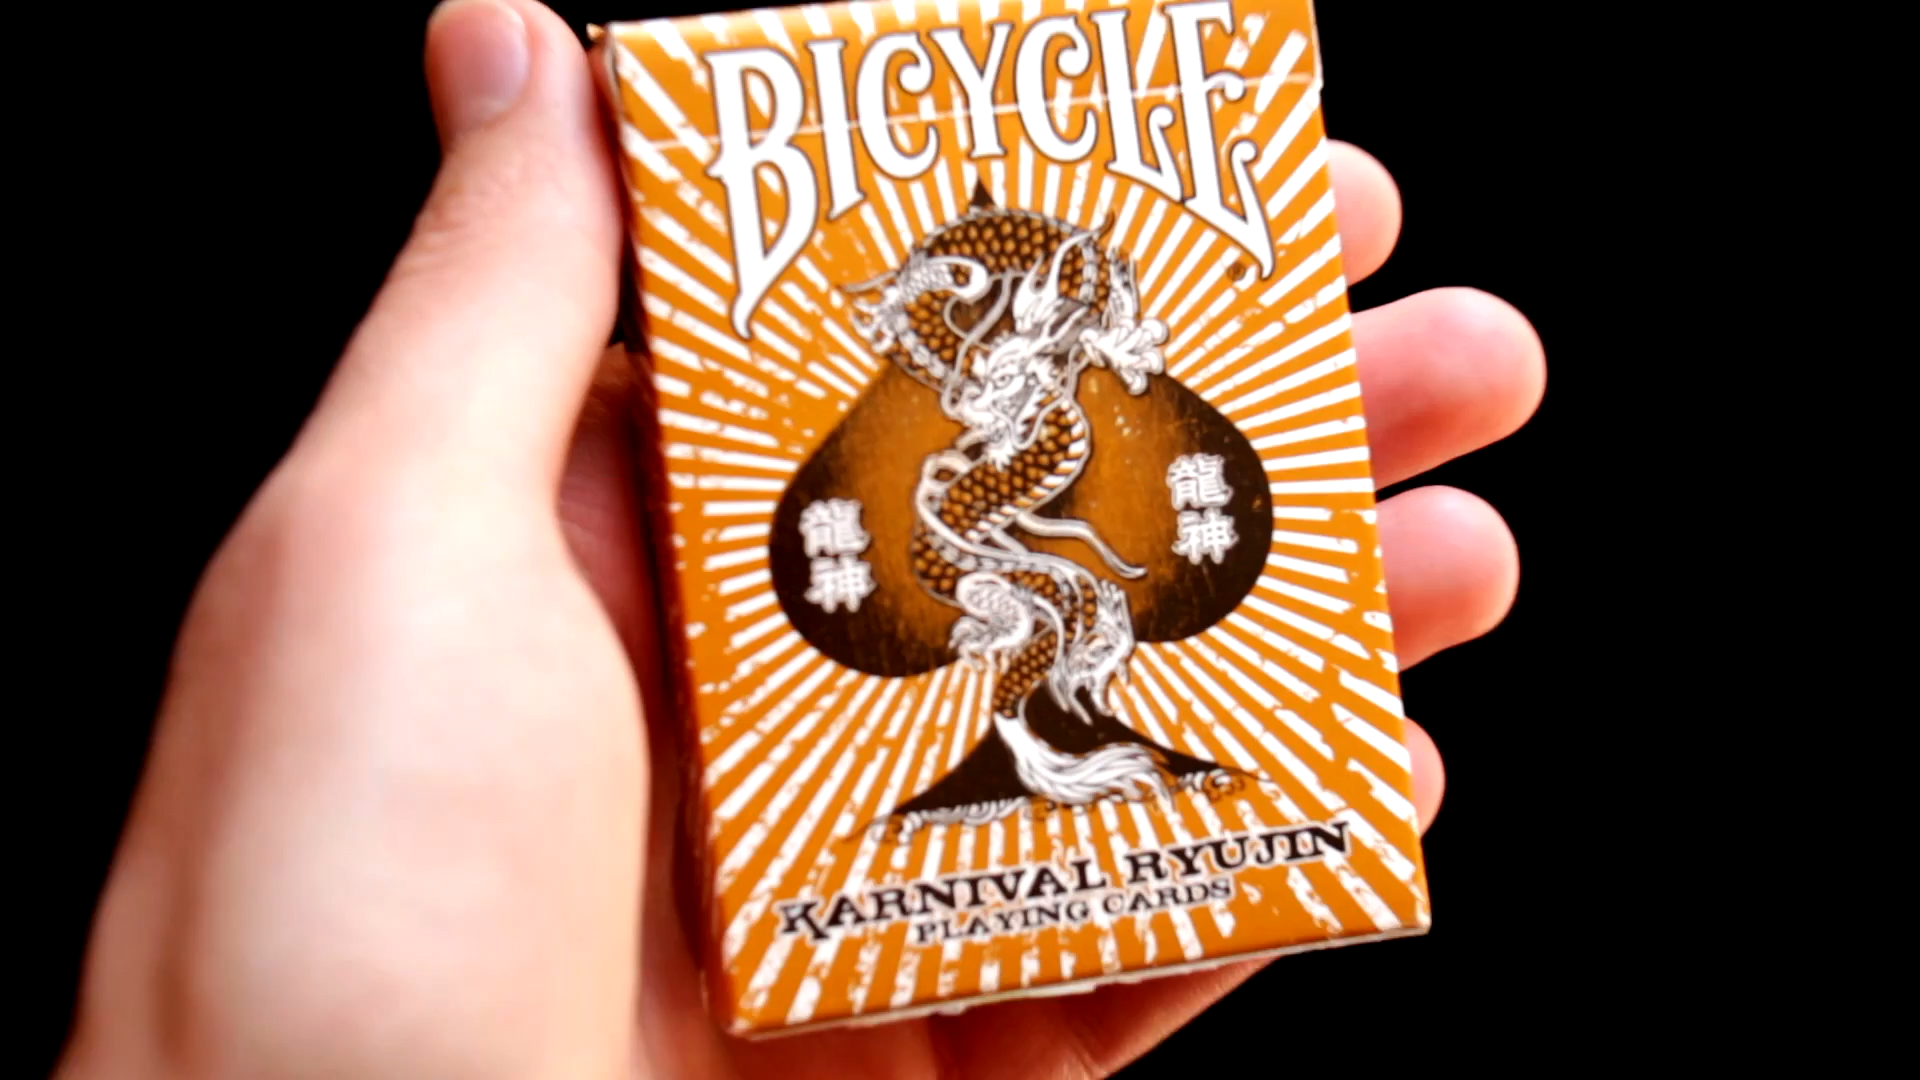 BICYCLE
®
龍神
龍神
KARNIVAL RYUJIN
PLAYING CARDS